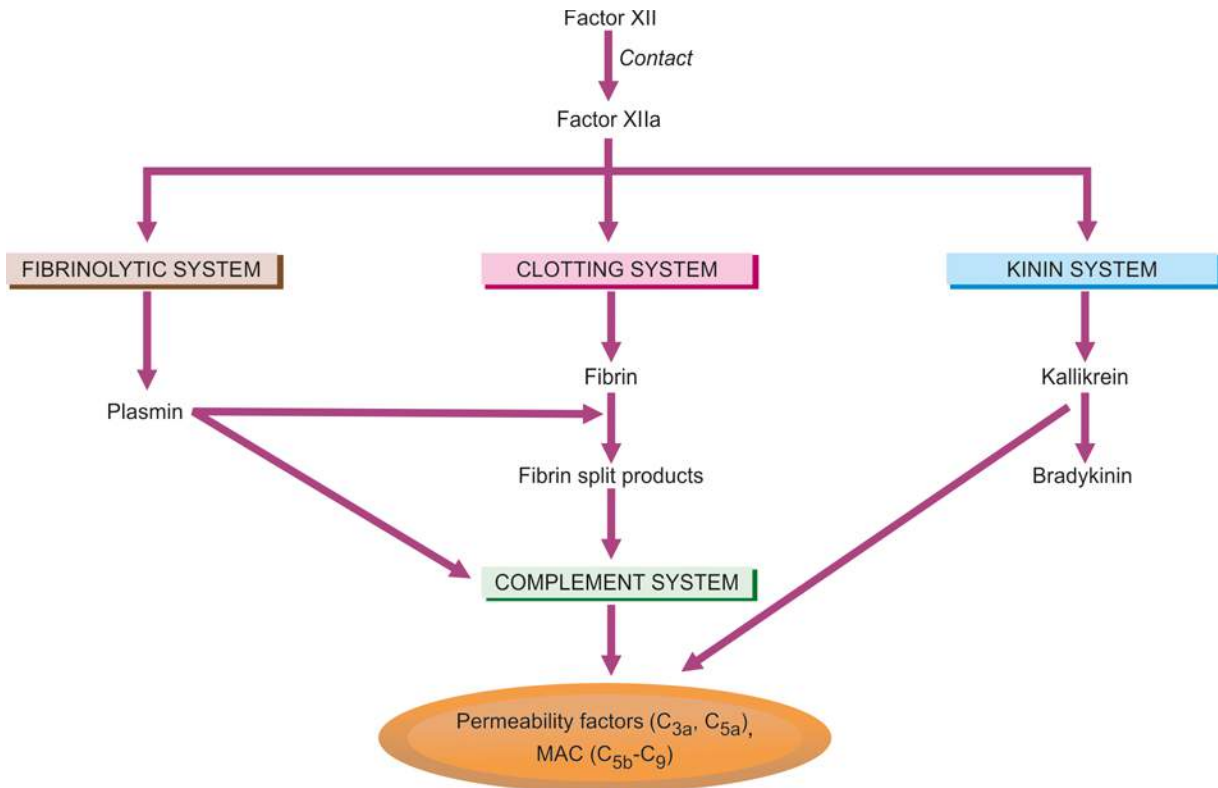 Factor XII
Contact
Factor XIIa
FIBRINOLYTIC SYSTEM
CLOTTING SYSTEM
KININ SYSTEM
Fibrin
Kallikrein
Plasmin
Fibrin split products
Bradykinin
COMPLEMENT SYSTEM
Permeability factors (C3a, C5a),
MAC (C5b-C9)